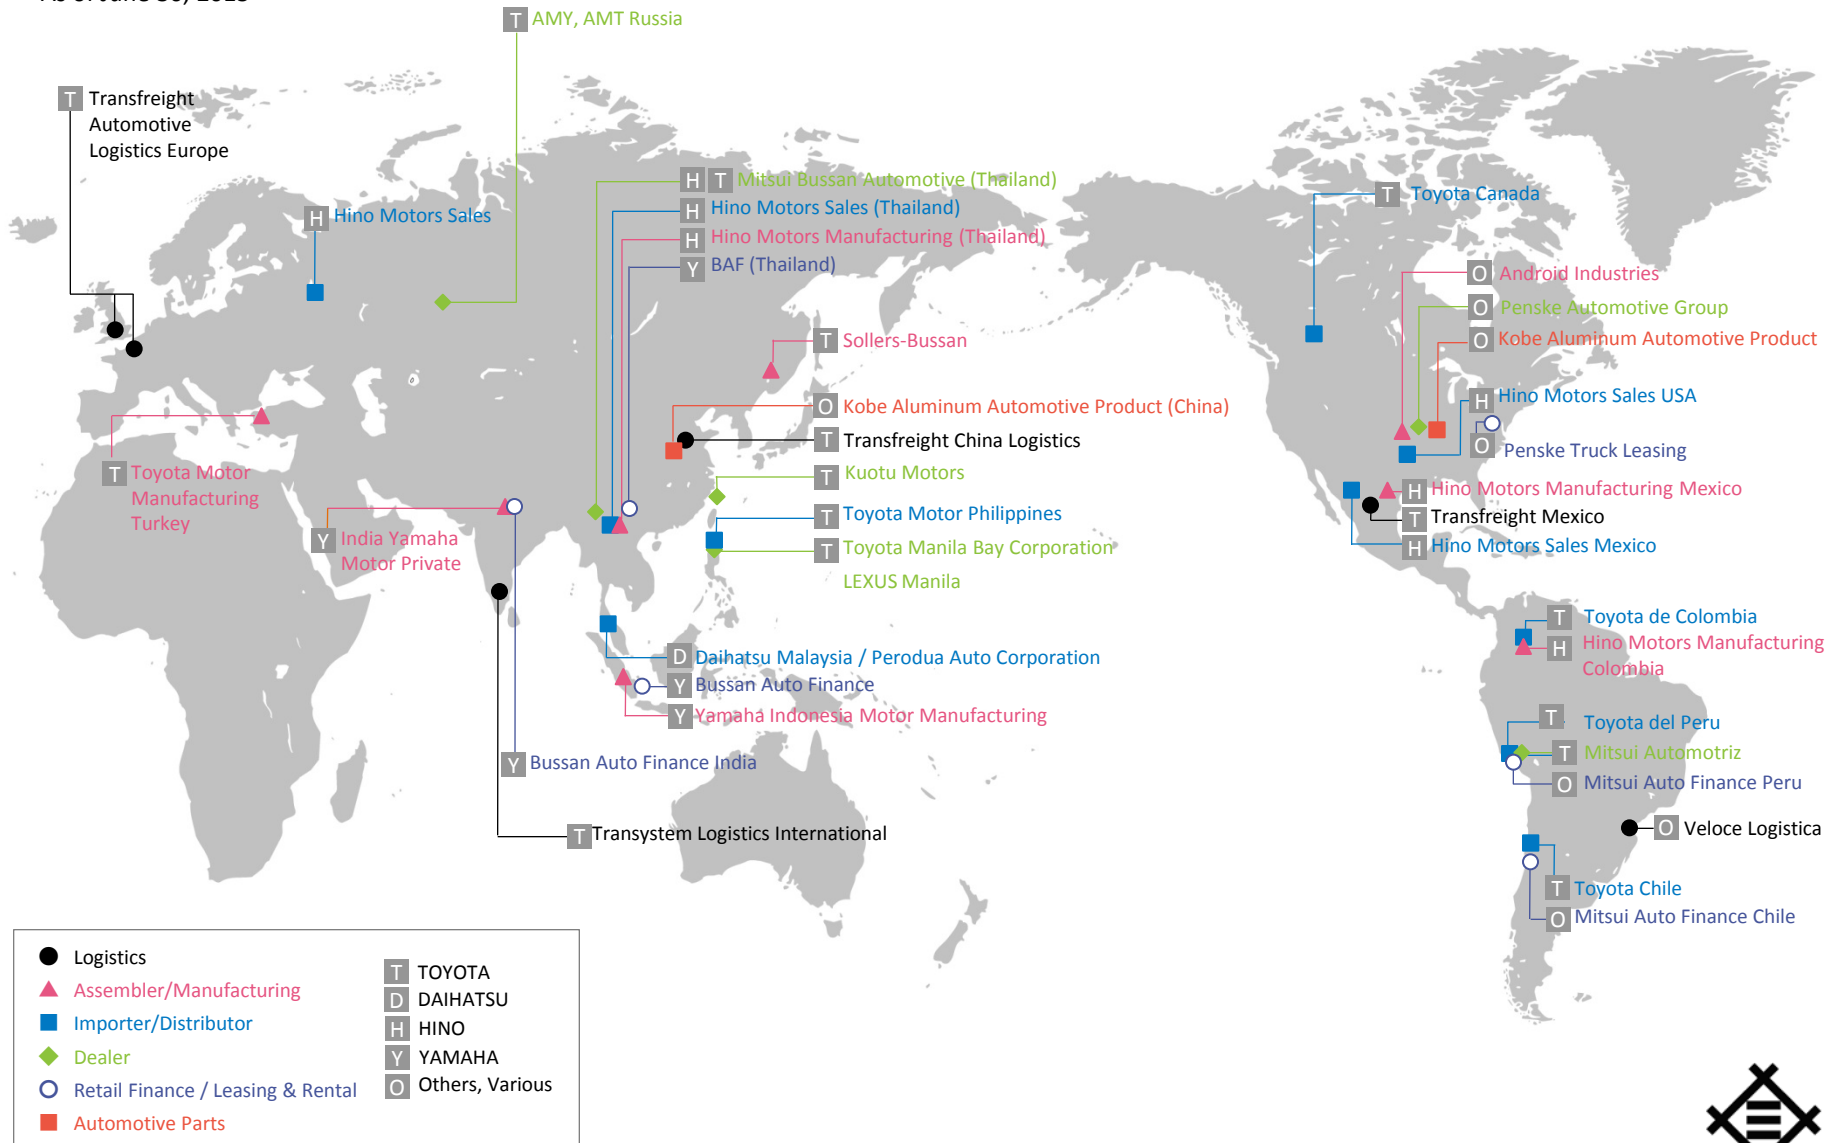 T AMY, AMT Russia
T Transfreight
Automotive
Logistics Europe
H T Mitsui Bussan Automotive (Thailand)
H Hino Motors Sales (Thailand)
H Hino Motors Manufacturing (Thailand)
Y BAF (Thailand)
H Hino Motors Sales
T Toyota Canada
O Android Industries
O Penske Automotive Group
O Kobe Aluminum Automotive Product
T Sollers-Bussan
H Hino Motors Sales USA
O Penske Truck Leasing
O Kobe Aluminum Automotive Product (China)
T Transfreight China Logistics
T Kuotu Motors
T Toyota Motor
Manufacturing
Turkey
H Hino Motors Manufacturing Mexico
T Transfreight Mexico
H Hino Motors Sales Mexico
T Toyota Motor Philippines
T Toyota Manila Bay Corporation
LEXUS Manila
Y India Yamaha
Motor Private
T Toyota de Colombia
H Hino Motors Manufacturing
Colombia
D Daihatsu Malaysia / Perodua Auto Corporation
Y Bussan Auto Finance
Y Yamaha Indonesia Motor Manufacturing
T Toyota del Peru
T Mitsui Automotriz
O Mitsui Auto Finance Peru
Y Bussan Auto Finance India
T Transystem Logistics International
O Veloce Logistica
T Toyota Chile
O Mitsui Auto Finance Chile
Logistics
Assembler/Manufacturing
Importer/Distributor
Dealer
Retail Finance / Leasing & Rental
Automotive Parts
T TOYOTA
D DAIHATSU
H HINO
Y YAMAHA
O Others, Various